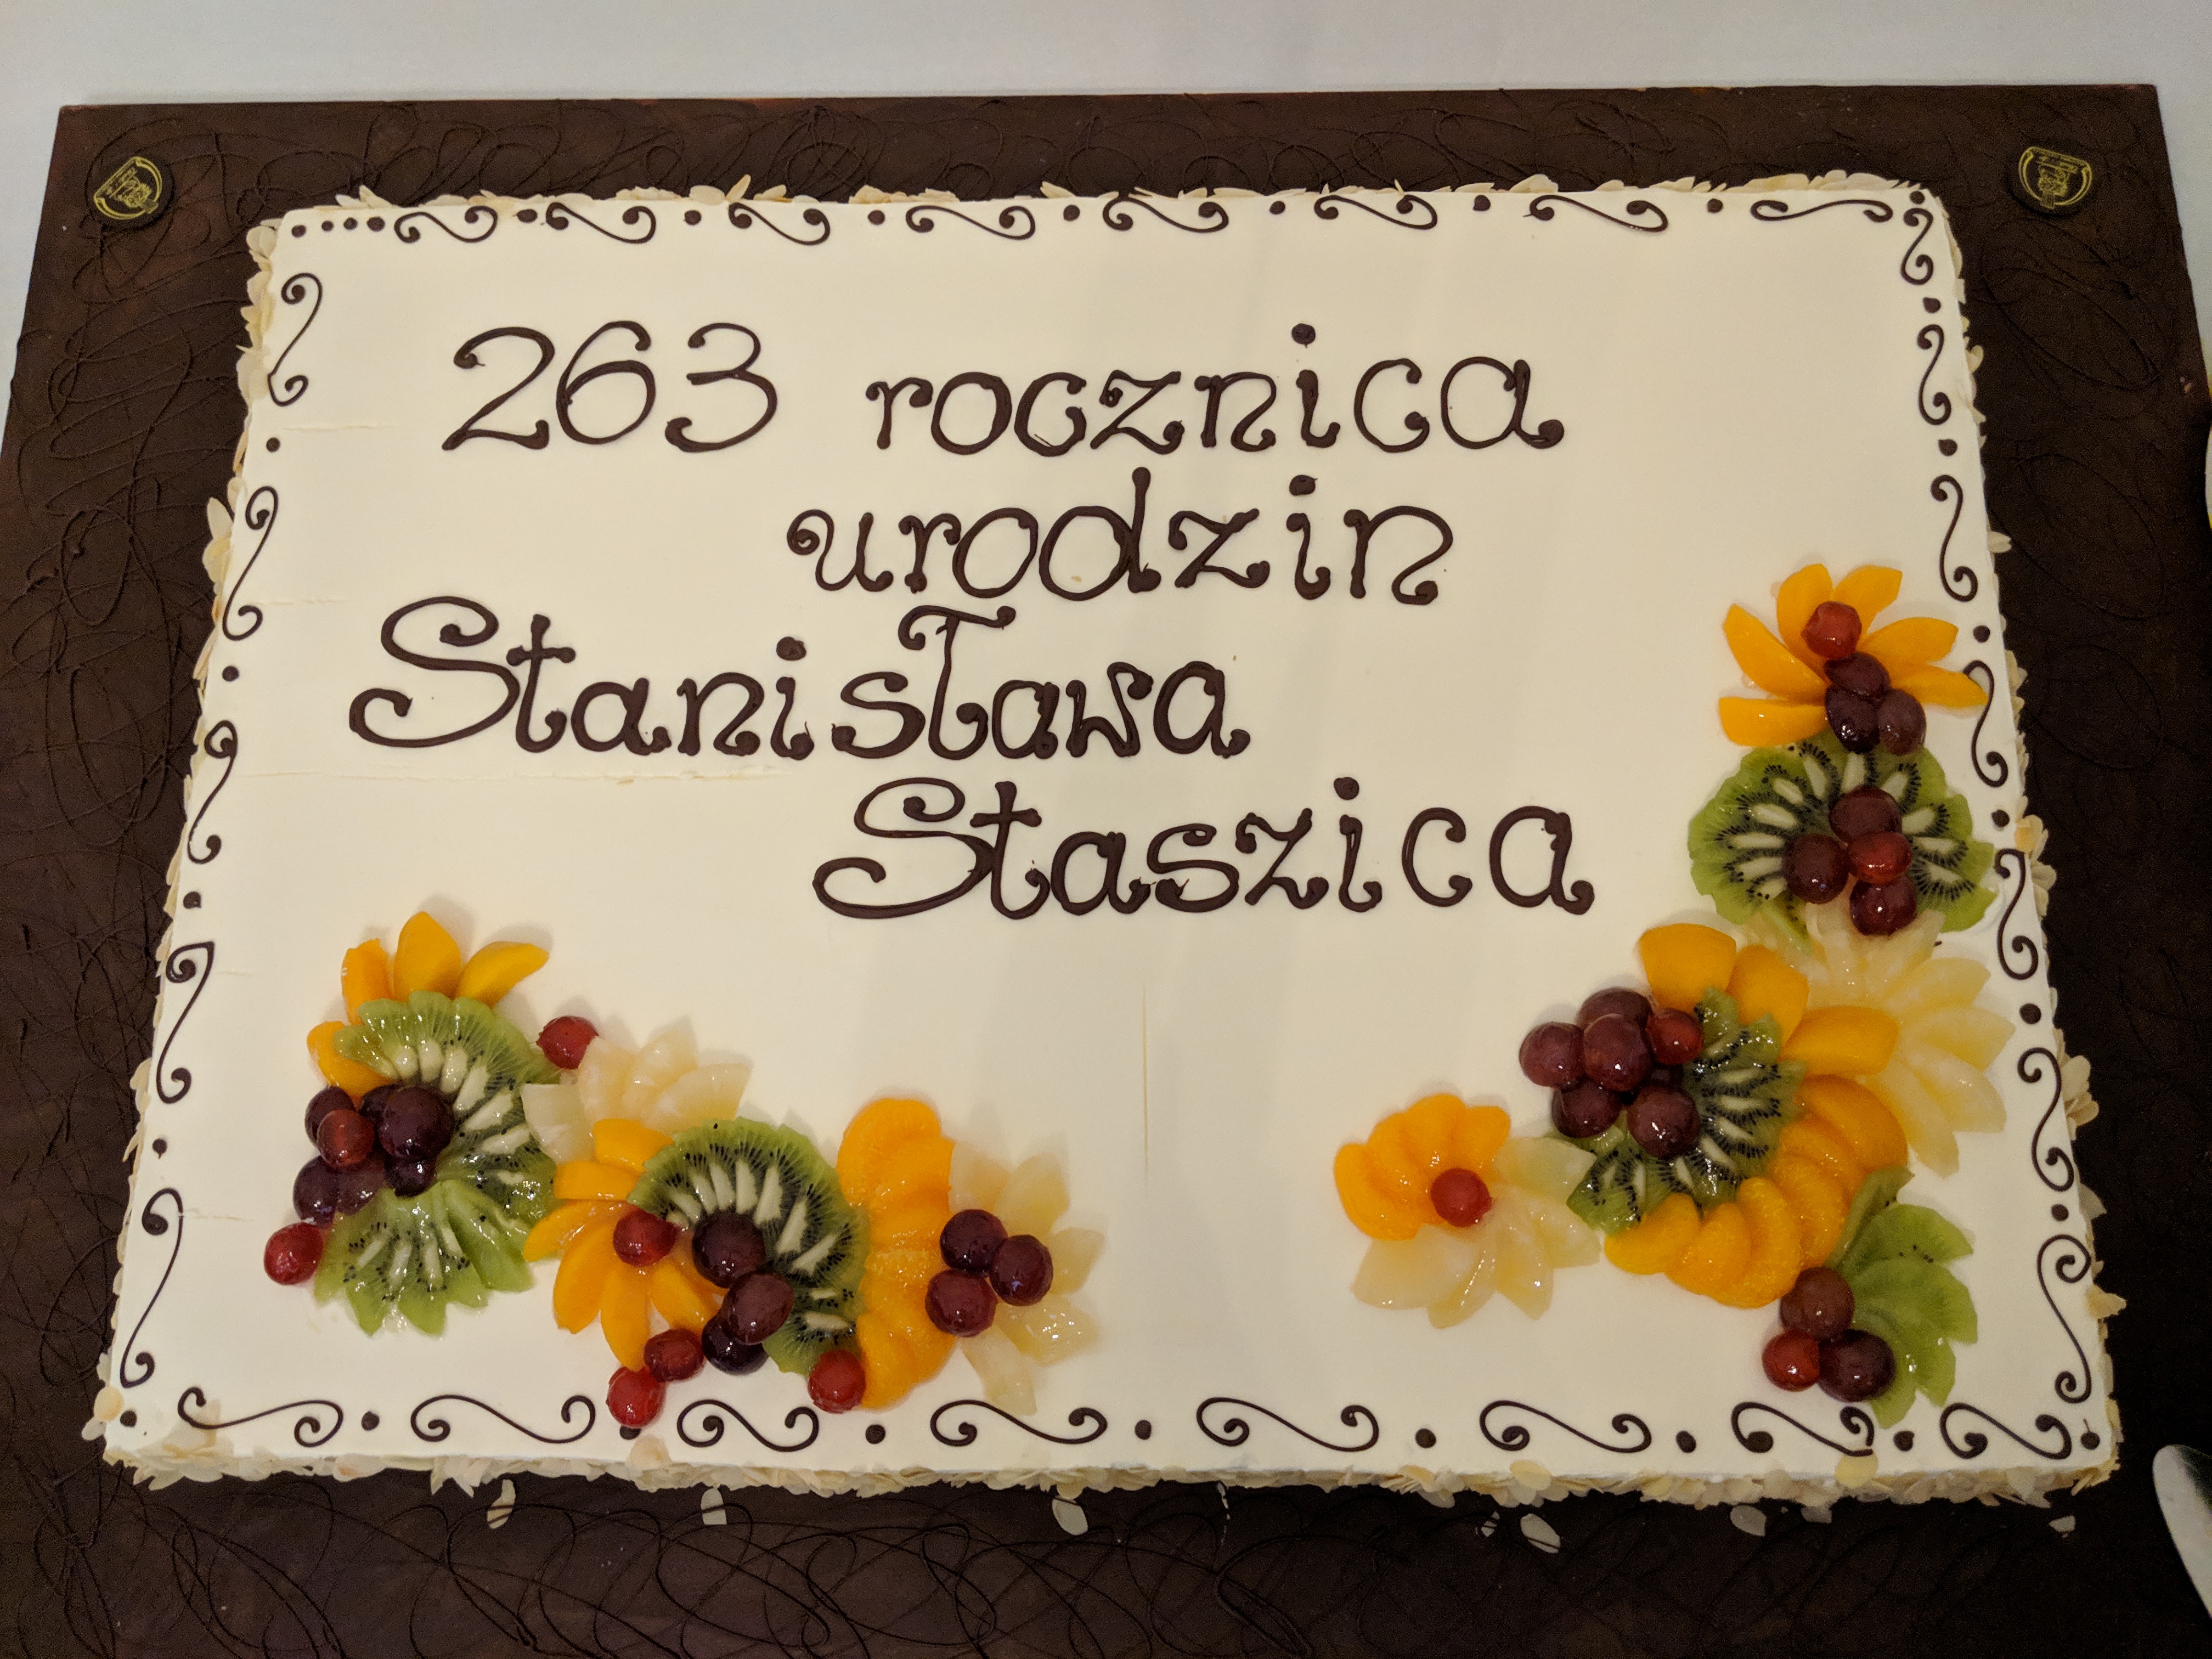 263 rocznica
urodzin
Stanisława
Staszica